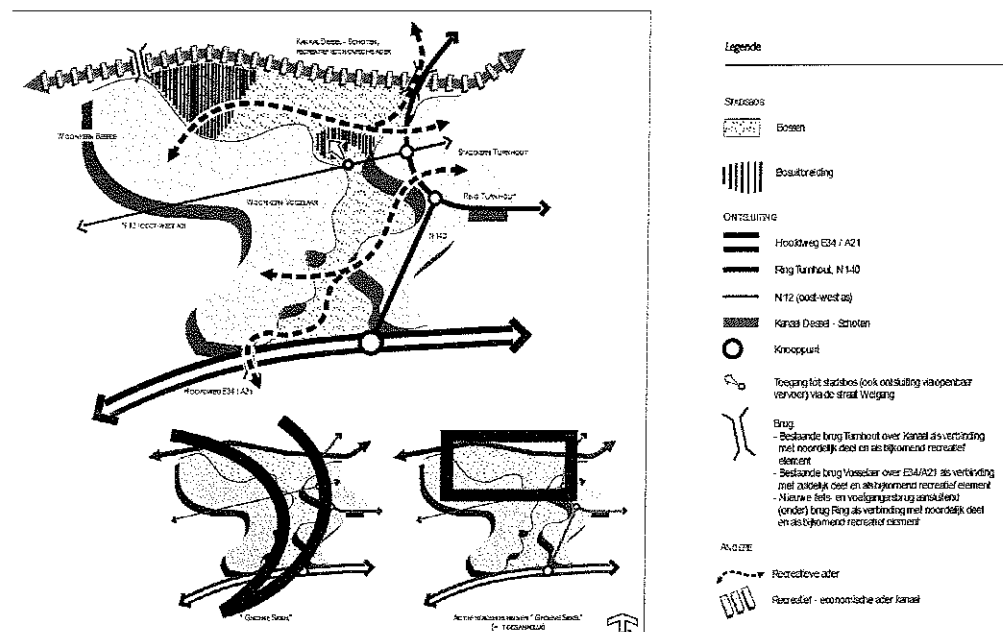 KANAAL DESSEL - SCHOTEN,
WOONKERN BEERSE
STADSKERN TURNHOUT
WOONKERN VOSSELAAR
RING TURNHOUT
N12 (OOST-WEST AS)
N140
HOOFDWEG E34 / A21
"GROENE SIKKEL"
"GROENE SIKKEL"
Legende
STADSBOS
Bossen
Bosuitbreiding
ONTSLUITING
Hoofdweg E34 / A21
Ring Turnhout, N140
N12 (oost-west as)
Kanaal Dessel - Schoten
Knooppunt
Toegang tot stadsbos (ook ontsluiting via openbaar
vervoer) via de straat Welgang
Brug:
- Bestaande brug Turnhout over Kanaal als verbinding
met noordelijk deel en als bijkomend recreatief
element
- Bestaande brug Vosselaar over E34/A21 als verbinding
met zuidelijk deel en als bijkomend recreatief element
- Nieuwe fiets- en voetgangersbrug aansluitend
(onder) brug Ring als verbinding met noordelijk deel
en als bijkomend recreatief element
ANDERE
Recreatieve ader
Recreatief - economische ader kanaal